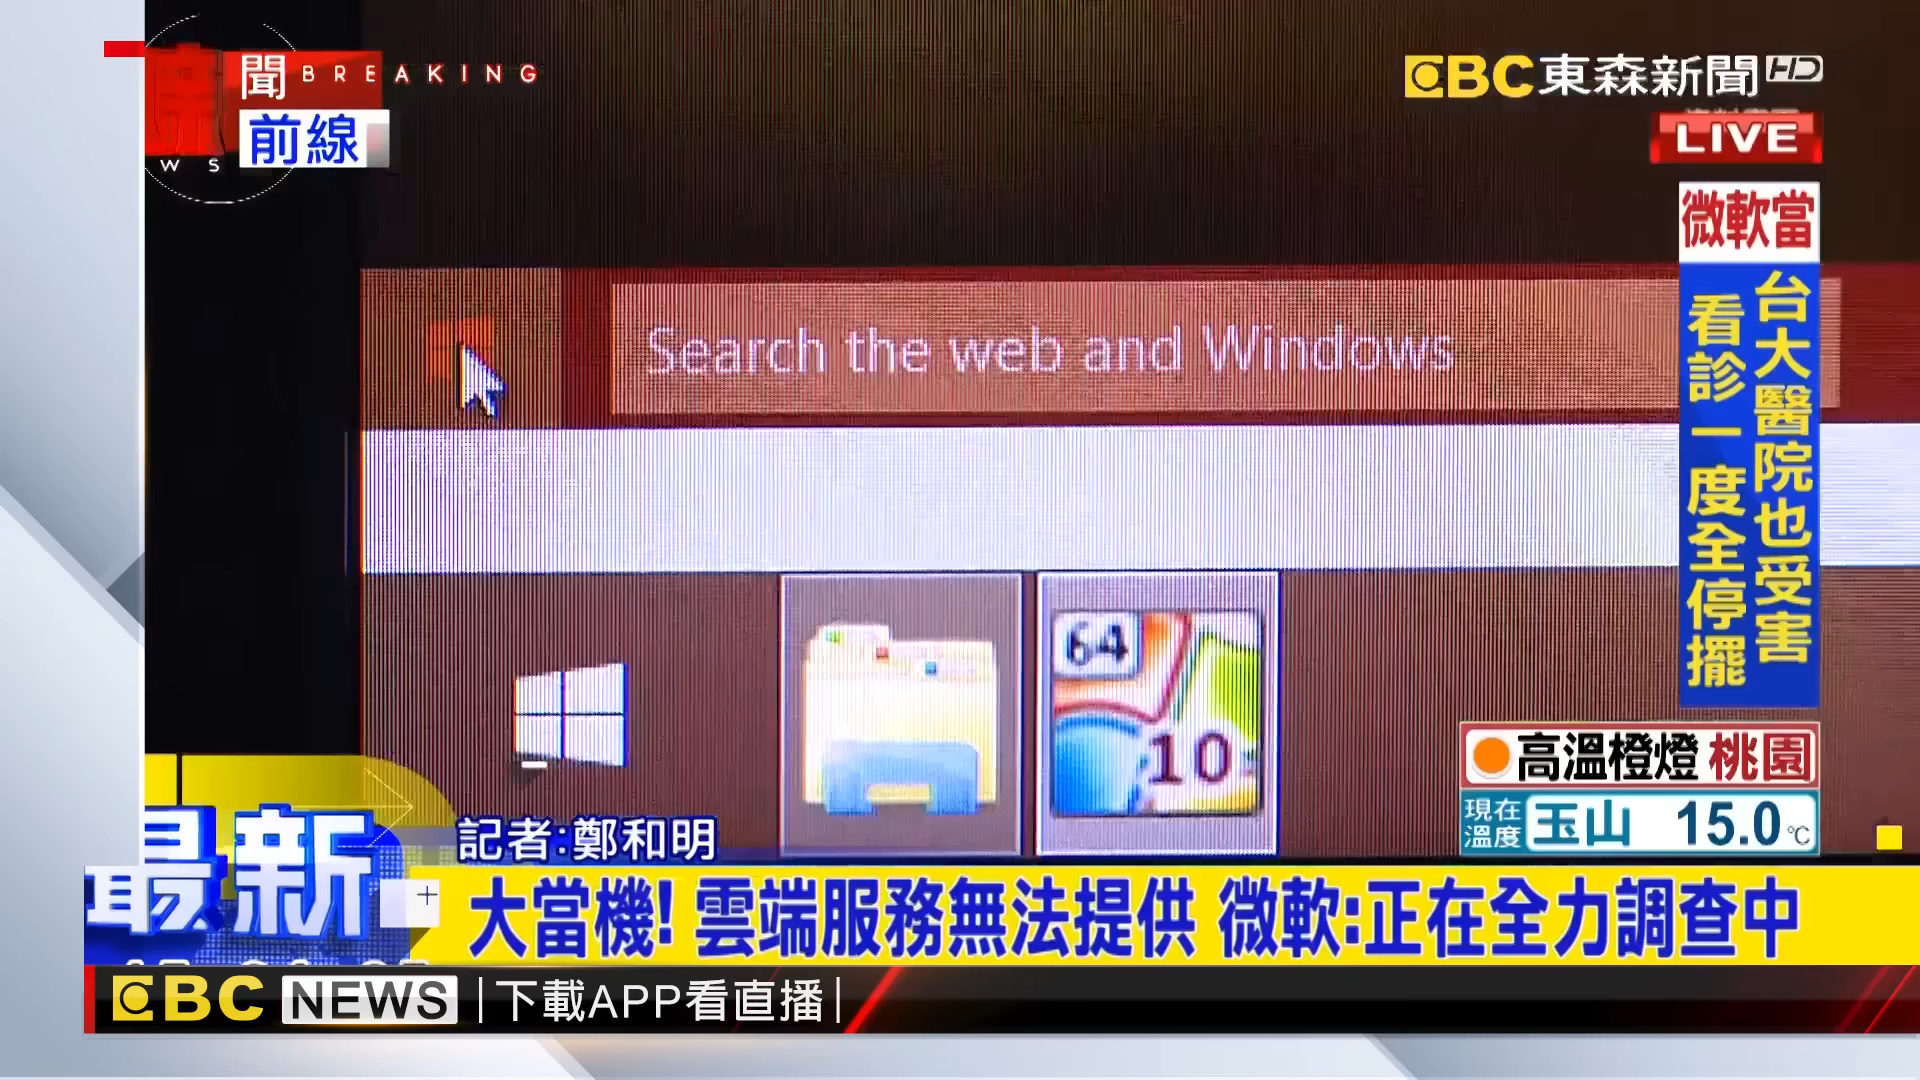 聞 BREAKING
前線
W S
EBC東森新聞HD
LIVE
微軟當
台大醫院也受害
看診一度全停擺
Search the web and Windows
64
10
高溫橙燈 桃園
現在溫度 玉山 15.0℃
最新
記者:鄭和明
大當機! 雲端服務無法提供 微軟:正在全力調查中
EBC NEWS 下載APP看直播